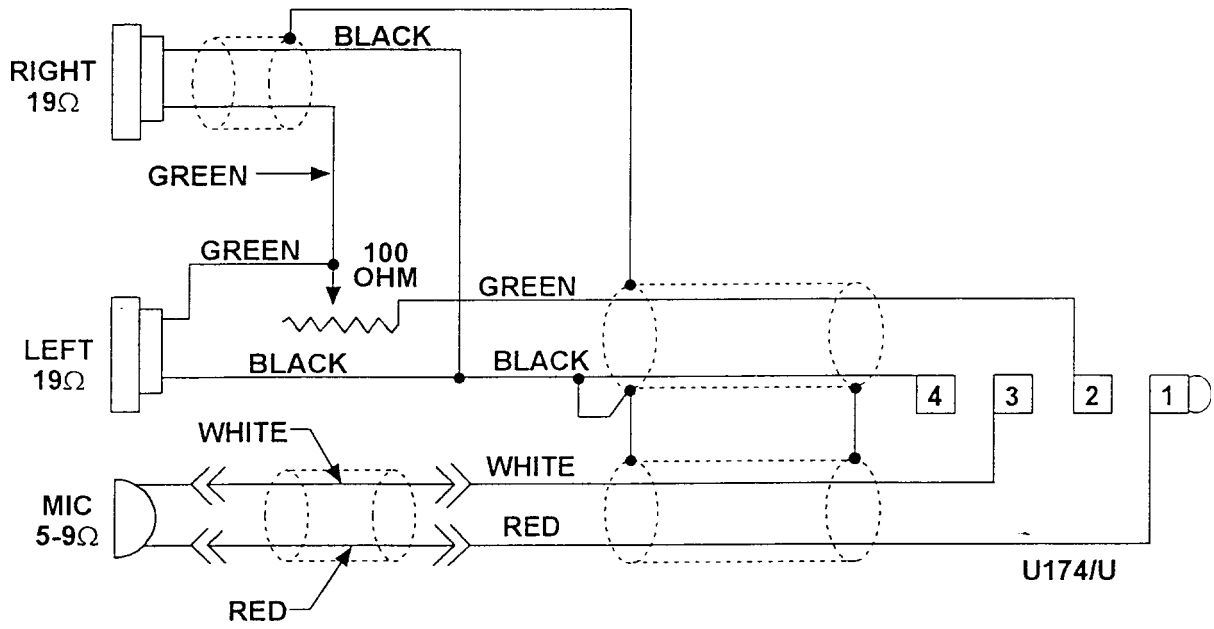 BLACK
RIGHT
19Ω
GREEN
GREEN
100
OHM
GREEN
LEFT
19Ω
BLACK
BLACK
4
3
2
1
WHITE
WHITE
MIC
5-9Ω
RED
U174/U
RED